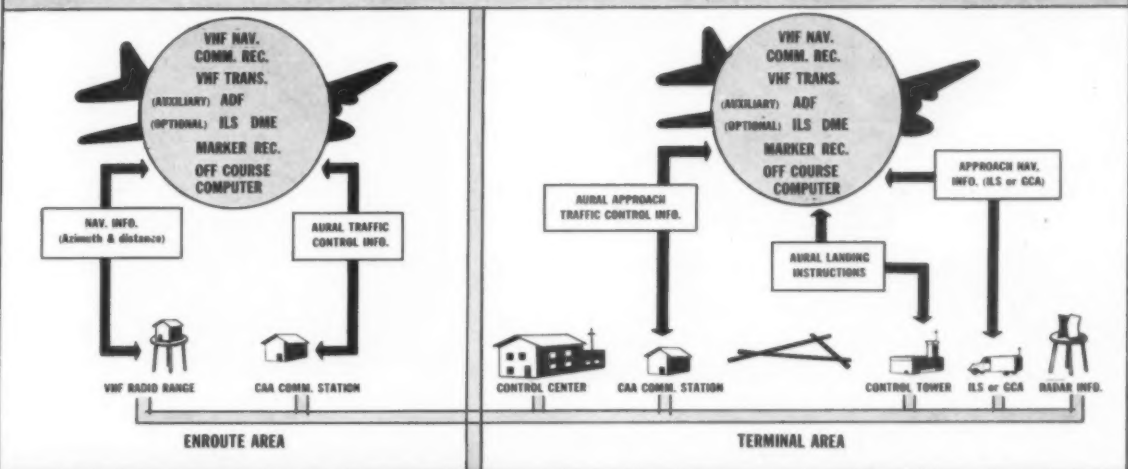 VHF NAV.
COMM. REC.
VHF TRANS.
(AUXILIARY) ADF
(OPTIONAL) ILS DME
MARKER REC.
OFF COURSE
COMPUTER
NAV. INFO.
(Azimuth & distance)
AURAL TRAFFIC
CONTROL INFO.
VHF RADIO RANGE
CAA COMM. STATION
ENROUTE AREA
VHF NAV.
COMM. REC.
VHF TRANS.
(AUXILIARY) ADF
(OPTIONAL) ILS DME
MARKER REC.
OFF COURSE
COMPUTER
AURAL APPROACH
TRAFFIC CONTROL INFO.
APPROACH NAV.
INFO. (ILS or GCA)
AURAL LANDING
INSTRUCTIONS
CONTROL CENTER
CAA COMM. STATION
CONTROL TOWER
ILS or GCA
RADAR INFO.
TERMINAL AREA